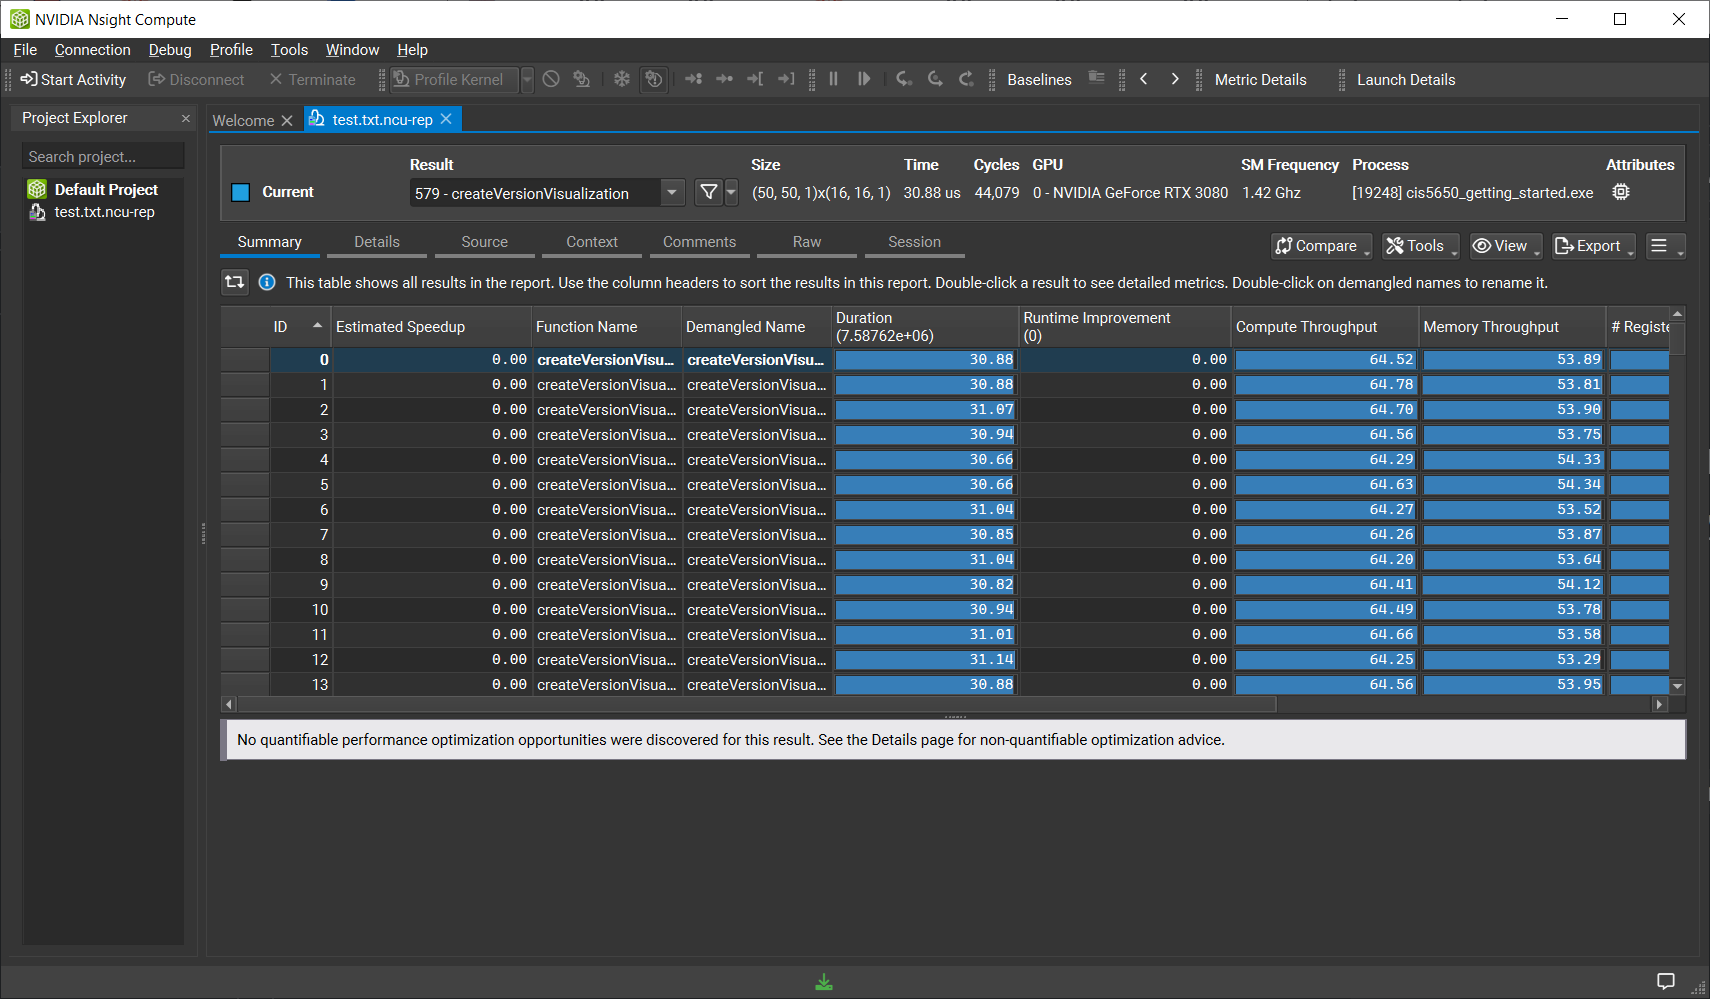 NVIDIA Nsight Compute
File Connection Debug Profile Tools Window Help
Start Activity Disconnect Terminate Profile Kernel Baselines Metric Details Launch Details
Project Explorer
Search project...
Default Project
test.txt.ncu-rep
Welcome test.txt.ncu-rep
Result Size Time Cycles GPU SM Frequency Process Attributes
Current 579 - createVersionVisualization (50, 50, 1)x(16, 16, 1) 30.88 us 44,079 0 - NVIDIA GeForce RTX 3080 1.42 Ghz [19248] cis5650_getting_started.exe
Summary Details Source Context Comments Raw Session Compare Tools View Export
This table shows all results in the report. Use the column headers to sort the results in this report. Double-click a result to see detailed metrics. Double-click on demangled names to rename it.
ID Estimated Speedup Function Name Demangled Name Duration (7.58762e+06) Runtime Improvement (0) Compute Throughput Memory Throughput # Registe
0 0.00 createVersionVisu... createVersionVisu... 30.88 0.00 64.52 53.89
1 0.00 createVersionVisua... createVersionVisua... 30.88 0.00 64.78 53.81
2 0.00 createVersionVisua... createVersionVisua... 31.07 0.00 64.70 53.90
3 0.00 createVersionVisua... createVersionVisua... 30.94 0.00 64.56 53.75
4 0.00 createVersionVisua... createVersionVisua... 30.66 0.00 64.29 54.33
5 0.00 createVersionVisua... createVersionVisua... 30.66 0.00 64.63 54.34
6 0.00 createVersionVisua... createVersionVisua... 31.04 0.00 64.27 53.52
7 0.00 createVersionVisua... createVersionVisua... 30.85 0.00 64.26 53.87
8 0.00 createVersionVisua... createVersionVisua... 31.04 0.00 64.20 53.64
9 0.00 createVersionVisua... createVersionVisua... 30.82 0.00 64.41 54.12
10 0.00 createVersionVisua... createVersionVisua... 30.94 0.00 64.49 53.78
11 0.00 createVersionVisua... createVersionVisua... 31.01 0.00 64.66 53.58
12 0.00 createVersionVisua... createVersionVisua... 31.14 0.00 64.25 53.29
13 0.00 createVersionVisua... createVersionVisua... 30.88 0.00 64.56 53.95
No quantifiable performance optimization opportunities were discovered for this result. See the Details page for non-quantifiable optimization advice.